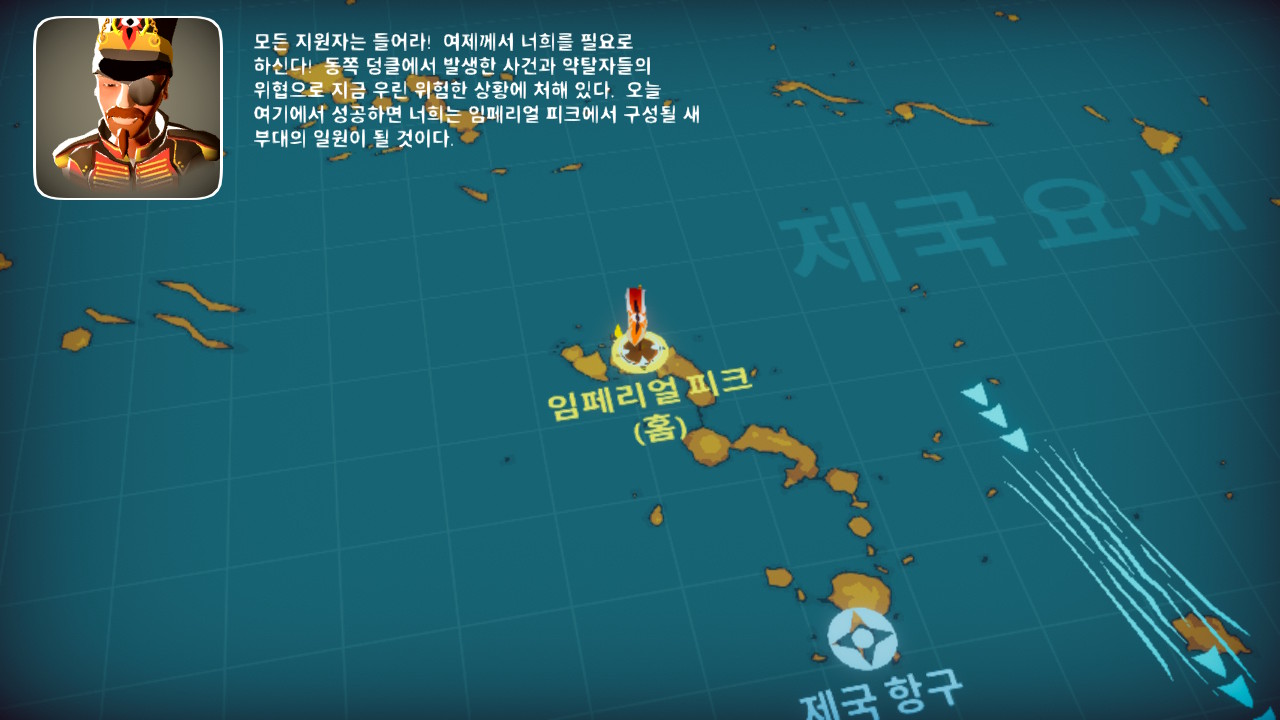 모든 지원자는 들어라! 여제께서 너희를 필요로
하신다! 동쪽 덩클에서 발생한 사건과 약탈자들의
위협으로 지금 우린 위험한 상황에 처해 있다. 오늘
여기에서 성공하면 너희는 임페리얼 피크에서 구성될 새
부대의 일원이 될 것이다.
제국 요새
임페리얼 피크
(홈)
제국 항구